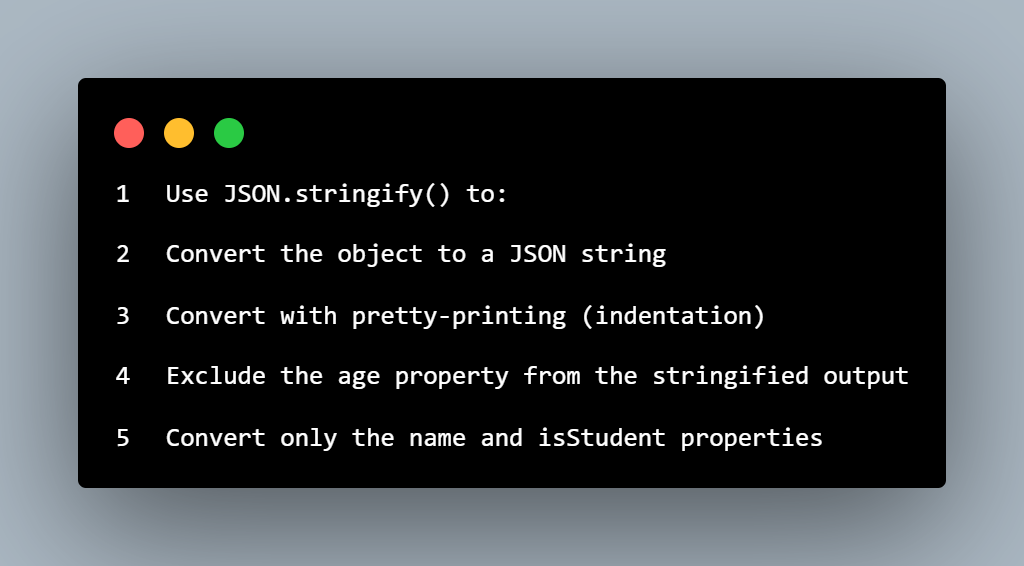 1 Use JSON.stringify() to:
2 Convert the object to a JSON string
3 Convert with pretty-printing (indentation)
4 Exclude the age property from the stringified output
5 Convert only the name and isStudent properties